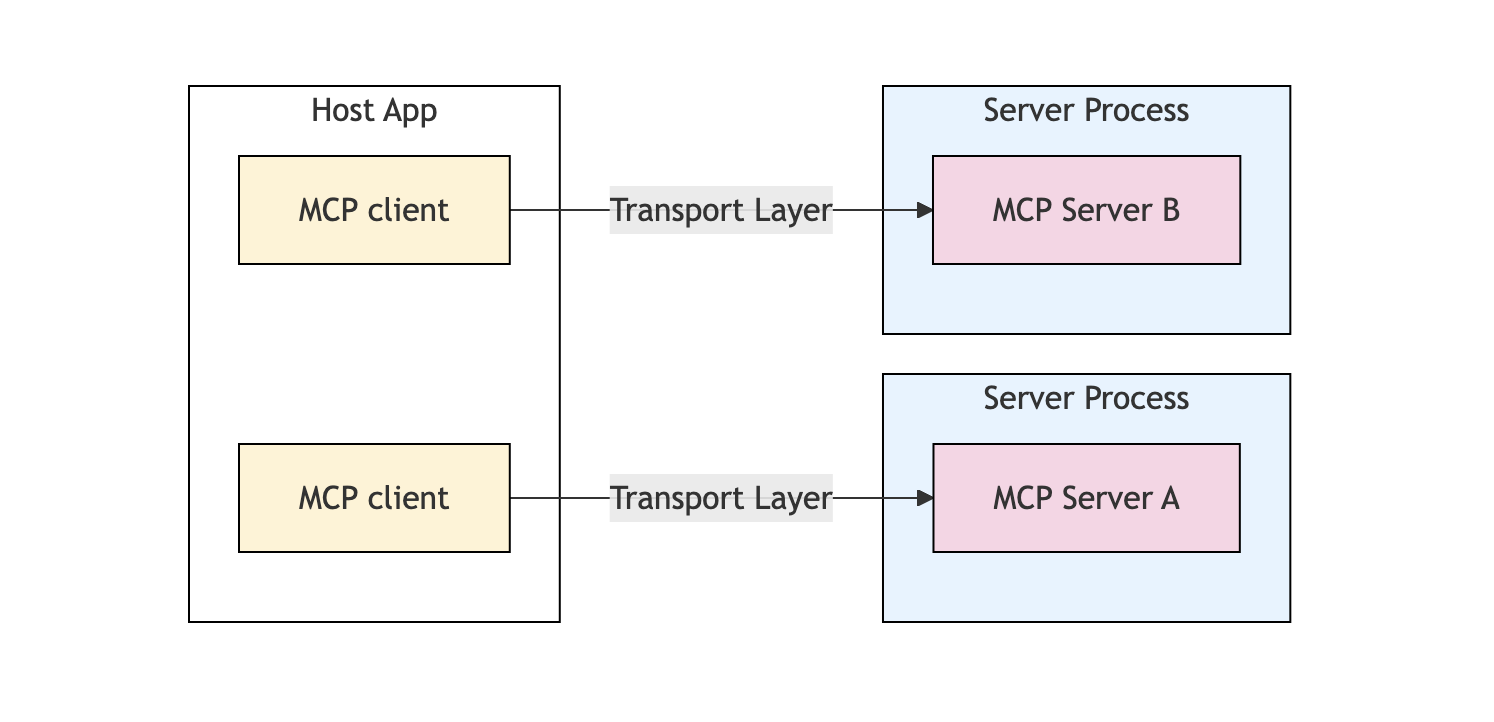 Host App
MCP client
Transport Layer
Server Process
MCP Server B
MCP client
Transport Layer
Server Process
MCP Server A